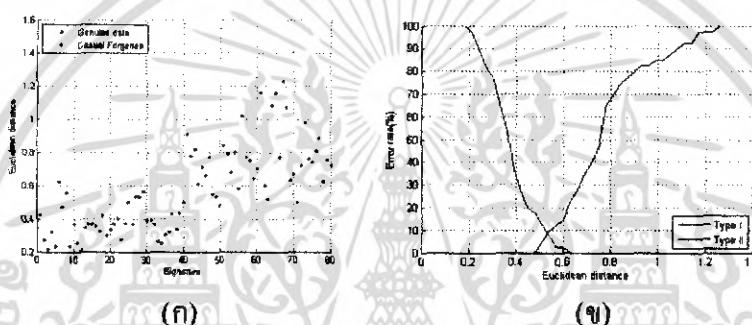 Genuine data
Casual Forgeries
1.6
1.4
1.2
1
0.8
0.6
0.4
0.2
Euclidean distance
0 10 20 30 40 50 60 70 80
Signature
(ก)
100
90
80
70
60
50
40
30
20
10
0
Error rate(%)
Type I
Type II
0 0.2 0.4 0.6 0.8 1.0 1.2
Euclidean distance
(ข)